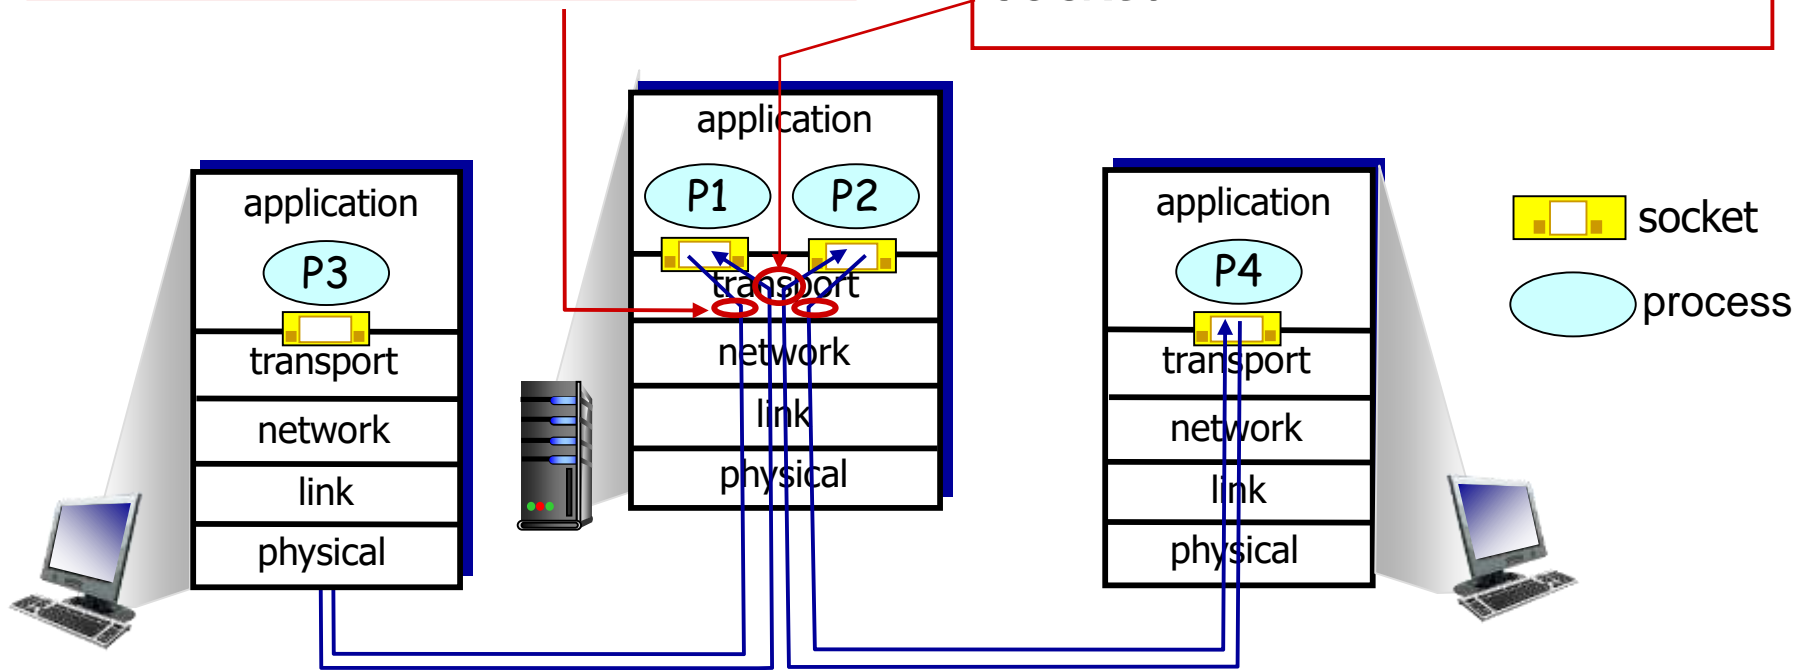 application
P1 P2
transport
network
link
physical
application
P3
transport
network
link
physical
application
P4
transport
network
link
physical
socket
process